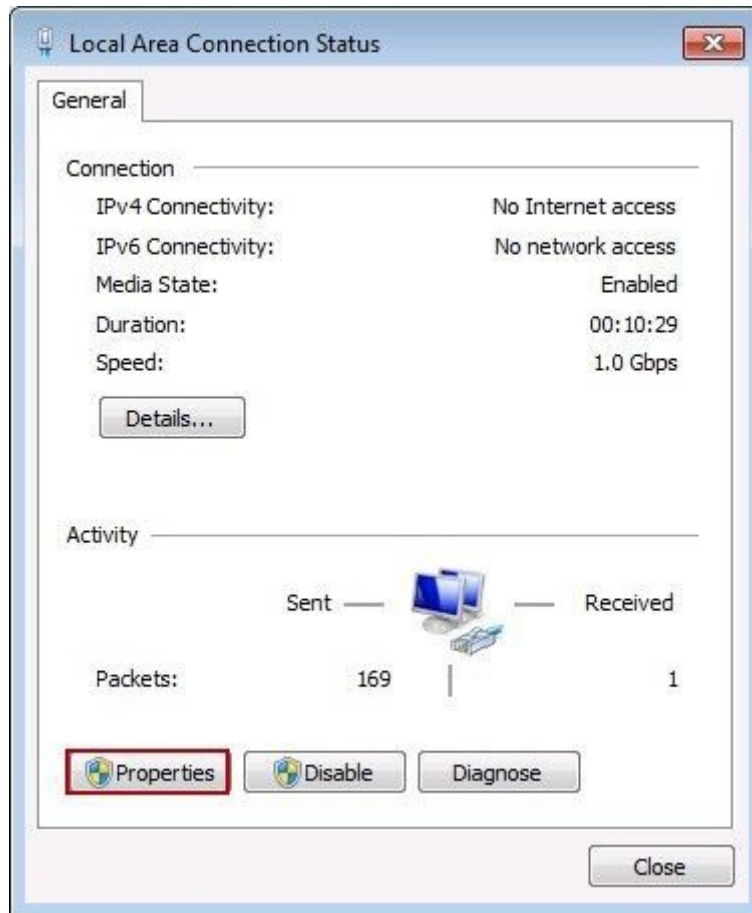 Local Area Connection Status
General
Connection
IPv4 Connectivity: No Internet access
IPv6 Connectivity: No network access
Media State: Enabled
Duration: 00:10:29
Speed: 1.0 Gbps
Details...
Activity
Sent Received
Packets: 169 1
Properties Disable Diagnose
Close